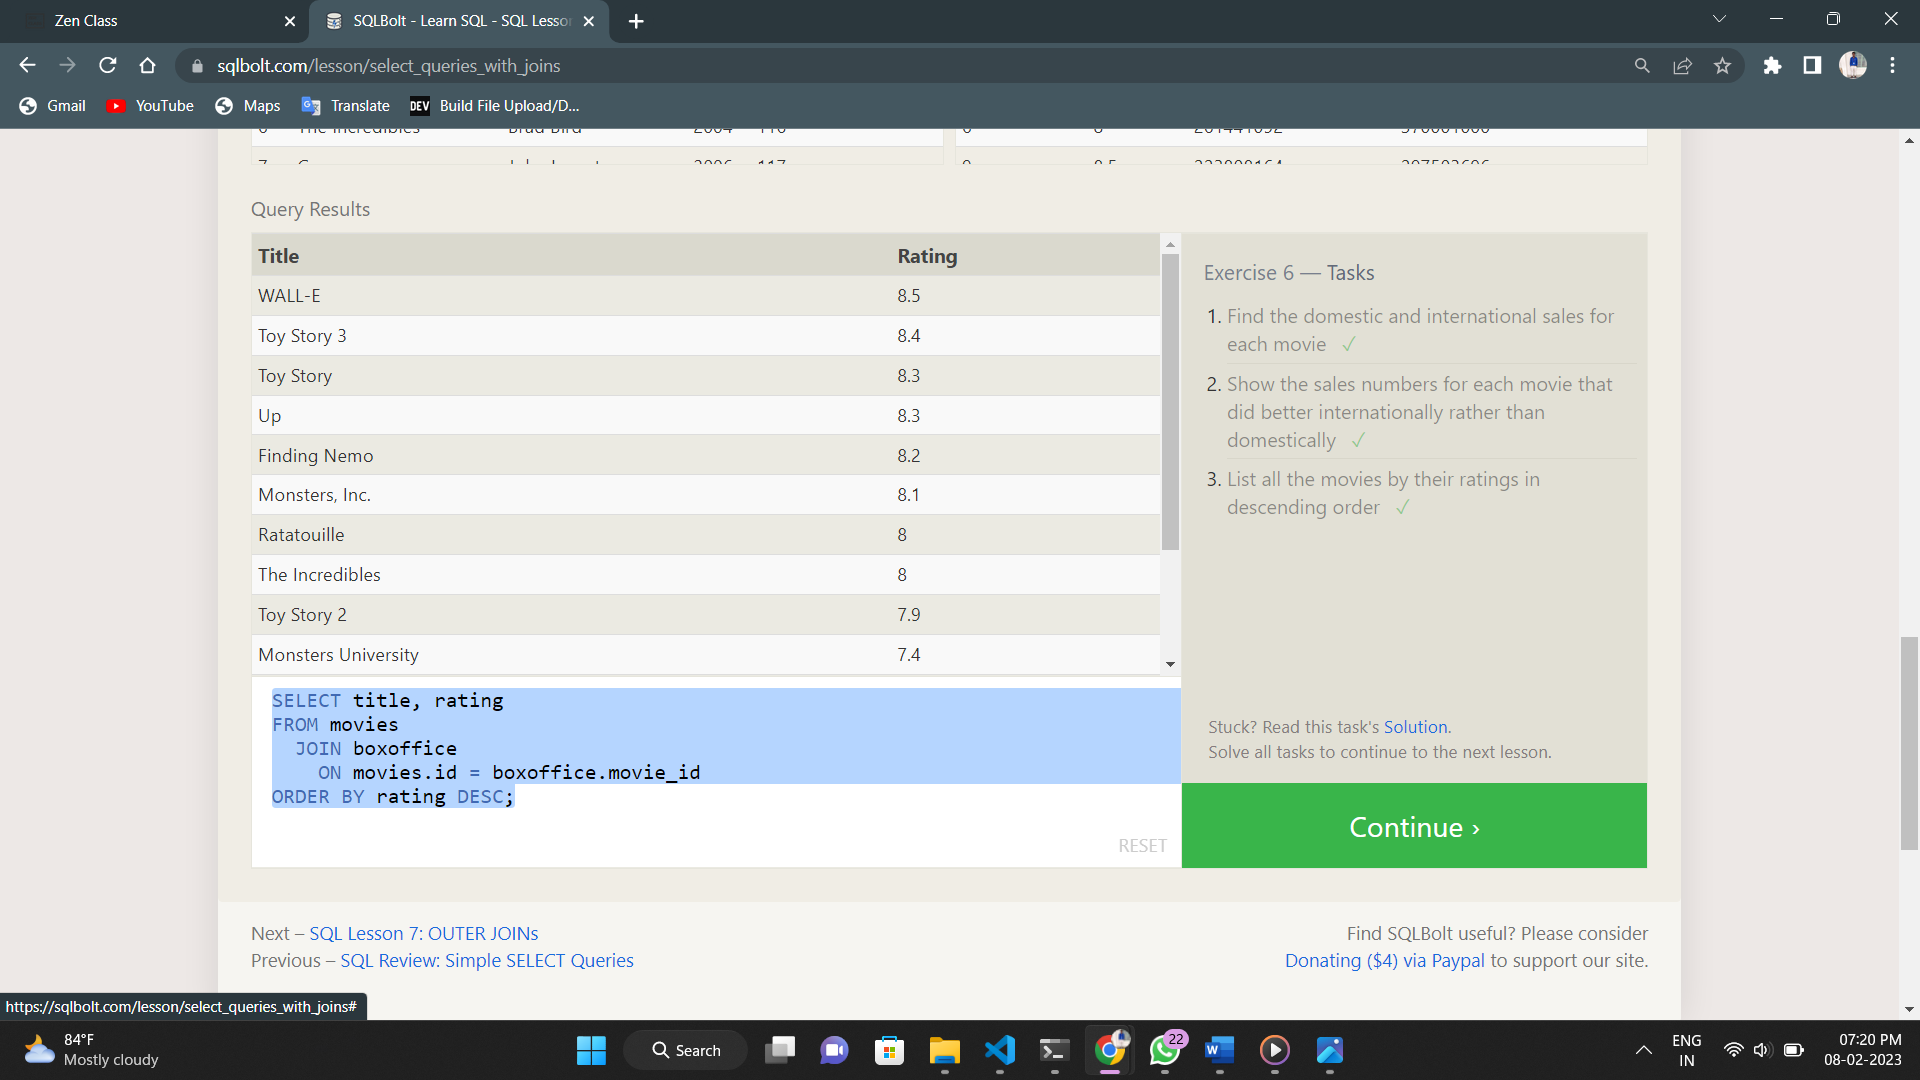 Zen Class
SQLBolt - Learn SQL - SQL Lesson
sqlbolt.com/lesson/select_queries_with_joins
Gmail YouTube Maps Translate DEV Build File Upload/D...
Query Results
Title Rating
WALL-E 8.5
Toy Story 3 8.4
Toy Story 8.3
Up 8.3
Finding Nemo 8.2
Monsters, Inc. 8.1
Ratatouille 8
The Incredibles 8
Toy Story 2 7.9
Monsters University 7.4
SELECT title, rating
FROM movies
JOIN boxoffice
ON movies.id = boxoffice.movie_id
ORDER BY rating DESC;
RESET
Exercise 6 — Tasks
1. Find the domestic and international sales for
each movie ✓
2. Show the sales numbers for each movie that
did better internationally rather than
domestically ✓
3. List all the movies by their ratings in
descending order ✓
Stuck? Read this task's Solution.
Solve all tasks to continue to the next lesson.
Continue ›
Next – SQL Lesson 7: OUTER JOINs
Previous – SQL Review: Simple SELECT Queries
Find SQLBolt useful? Please consider
Donating ($4) via Paypal to support our site.
https://sqlbolt.com/lesson/select_queries_with_joins#
84°F
Mostly cloudy
Search
22
ENG
IN
07:20 PM
08-02-2023